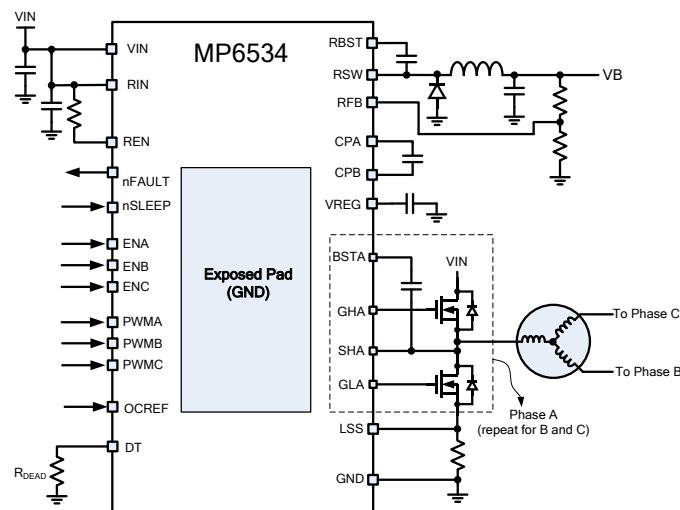 VIN
MP6534
VIN
RIN
REN
nFAULT
nSLEEP
ENA
ENB
ENC
PWMA
PWMB
PWMC
OCREF
DT
RDEAD
Exposed Pad
(GND)
RBST
RSW
RFB
CPA
CPB
VREG
BSTA
GHA
SHA
GLA
LSS
GND
VB
VIN
To Phase C
To Phase B
Phase A
(repeat for B and C)